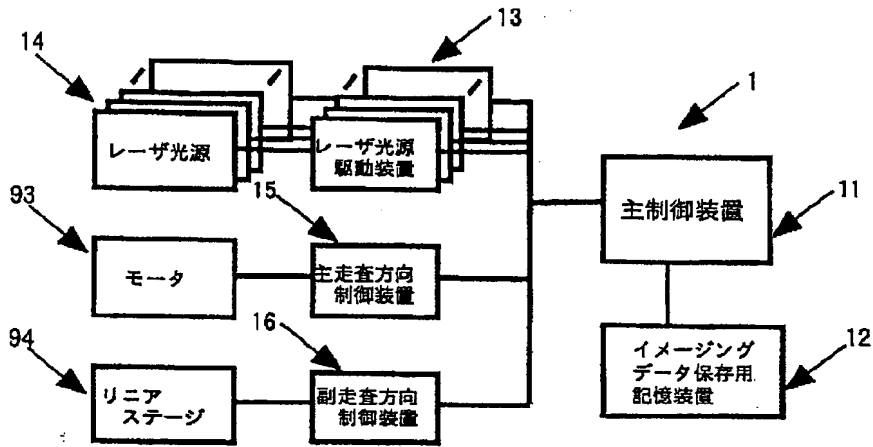 14
13
1
レーザ光源
レーザ光源
駆動装置
93
15
主制御装置
11
モータ
主走査方向
制御装置
94
16
12
リニア
ステージ
副走査方向
制御装置
イメージング
データ保存用
記憶装置